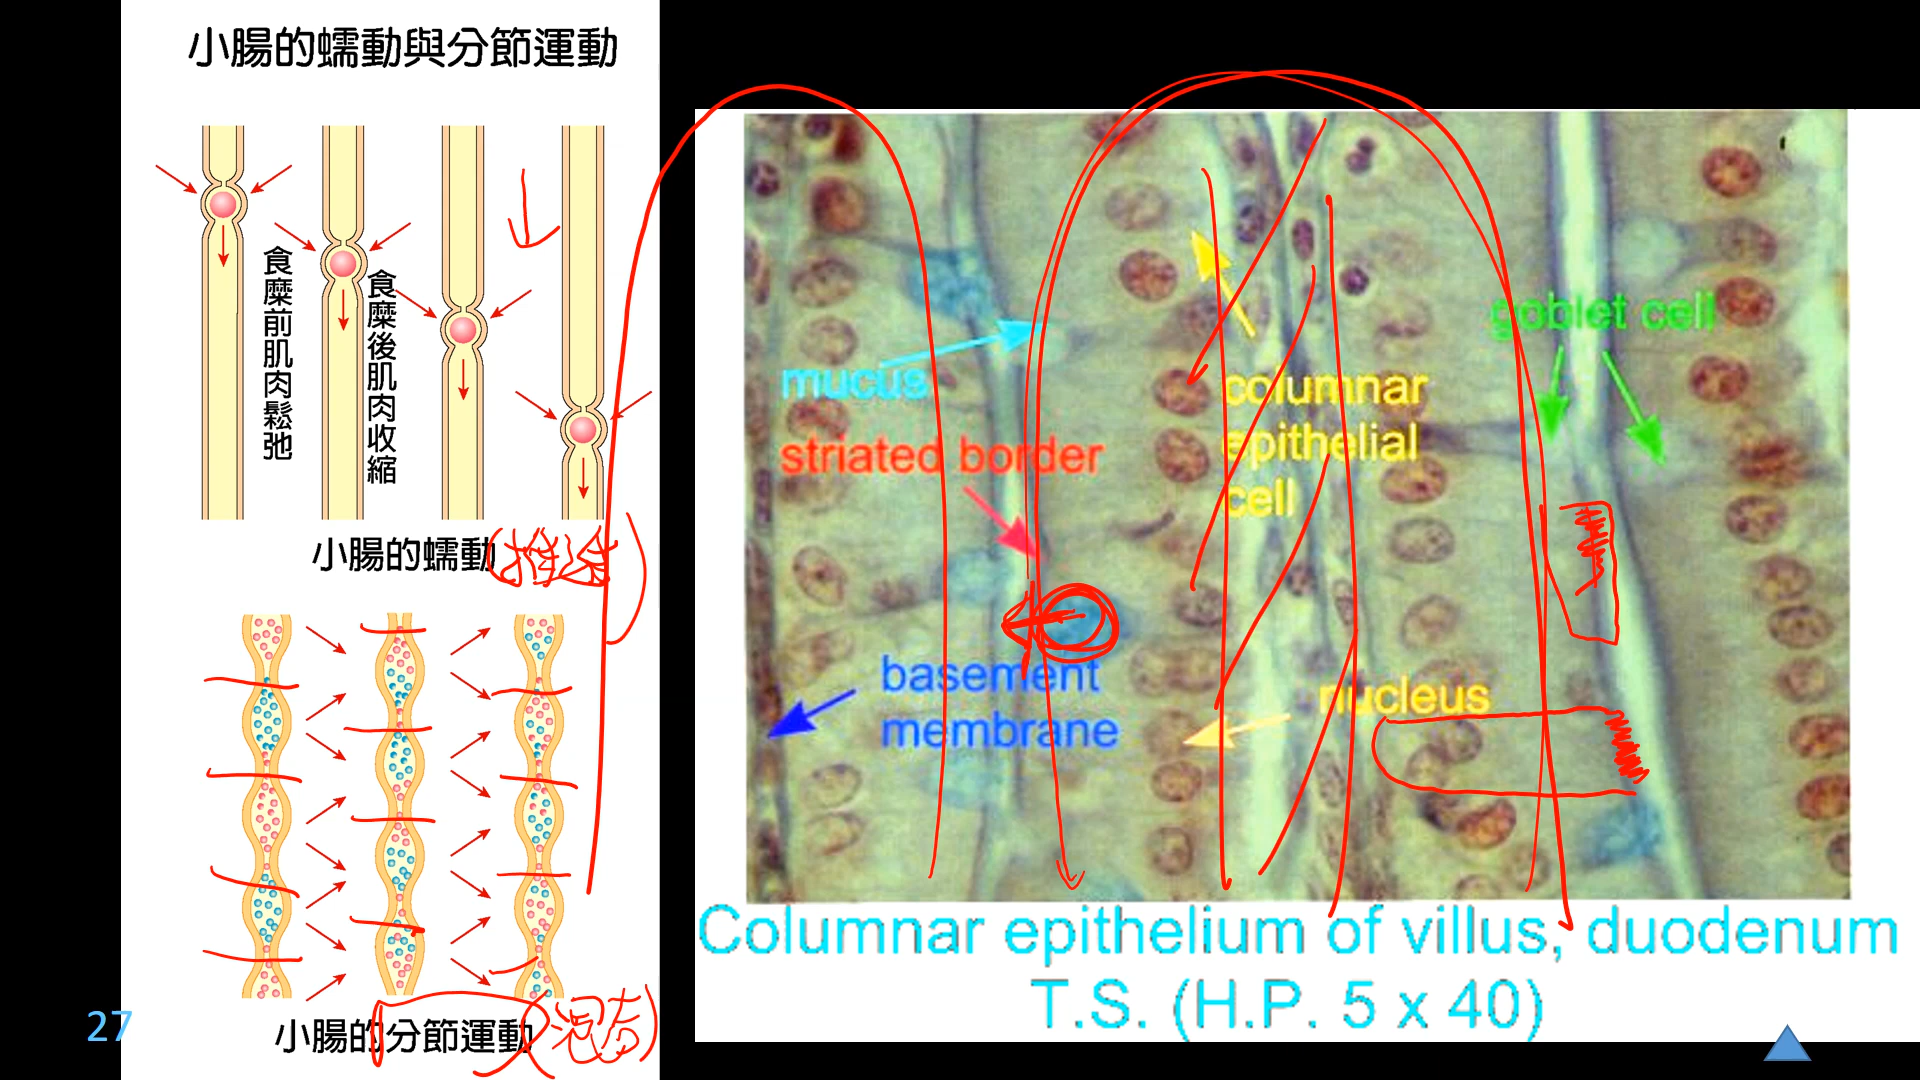 小腸的蠕動與分節運動
食糜前肌肉鬆弛
食糜後肌肉收縮
小腸的蠕動(推進)
小腸的分節運動
27
mucus
striated border
basement
membrane
columnar
epithelial
cell
goblet cell
nucleus
Columnar epithelium of villus, duodenum
T.S. (H.P. 5 x 40)